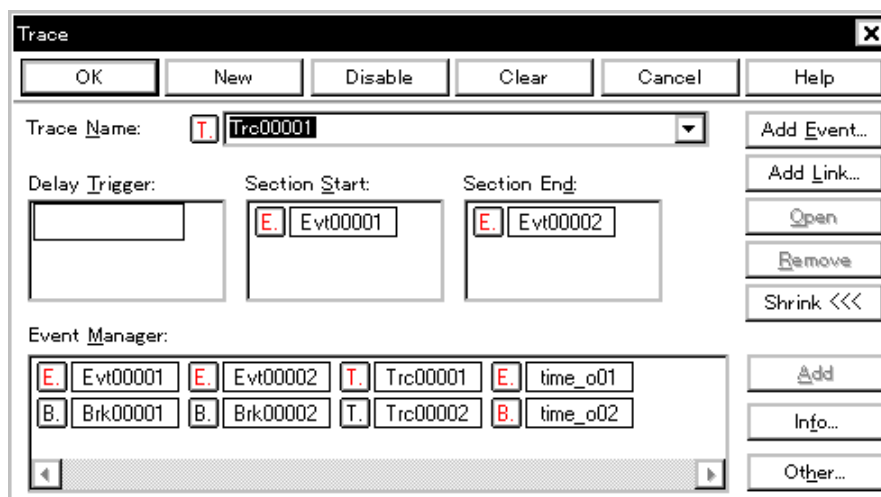 Trace
OK New Disable Clear Cancel Help
Trace Name: T. Trc00001 Add Event...
Add Link...
Delay Trigger: Section Start: Section End:
E. Evt00001 E. Evt00002 Open
Remove
Shrink <<<
Event Manager:
E. Evt00001 E. Evt00002 T. Trc00001 E. time_o01 Add
B. Brk00001 B. Brk00002 T. Trc00002 B. time_o02 Info...
Other...